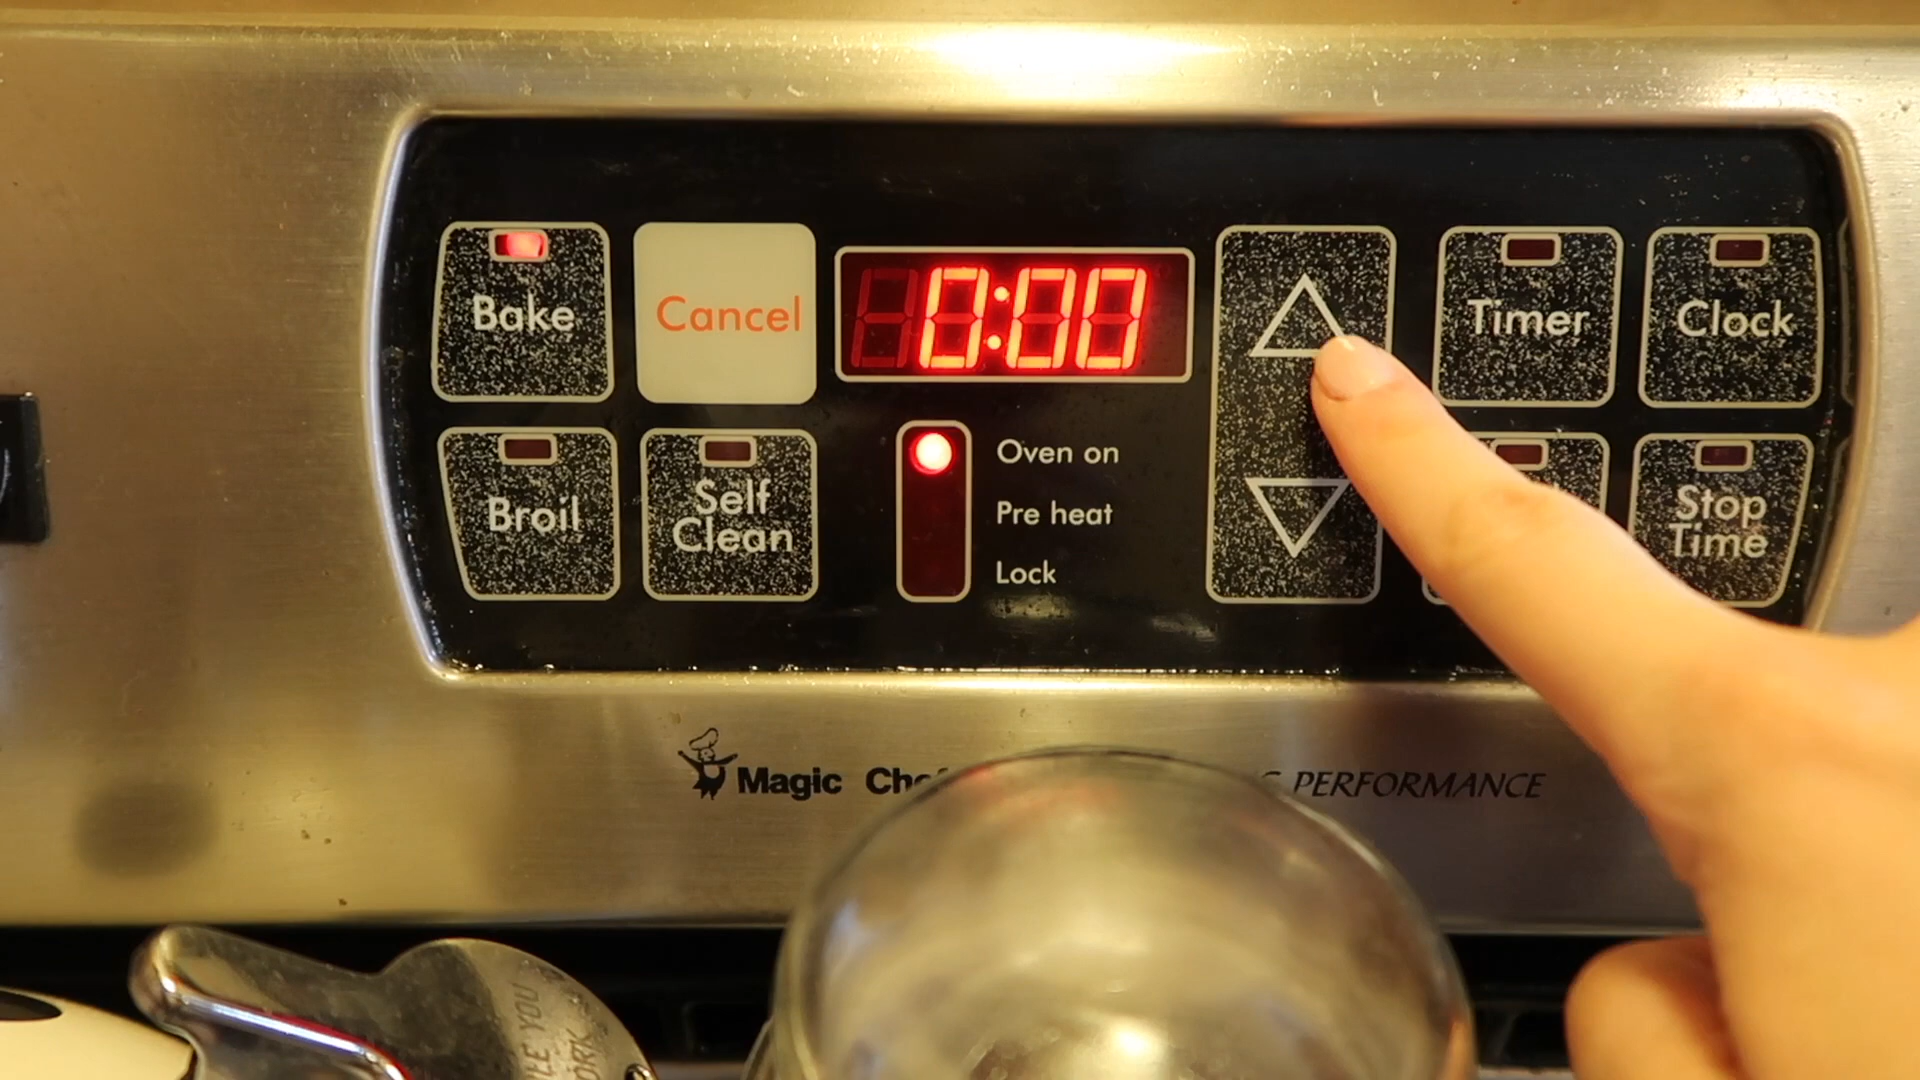 Bake
Cancel
0:00
Timer
Clock
Broil
Self
Clean
Oven on
Pre heat
Lock
Stop
Time
Magic
PERFORMANCE